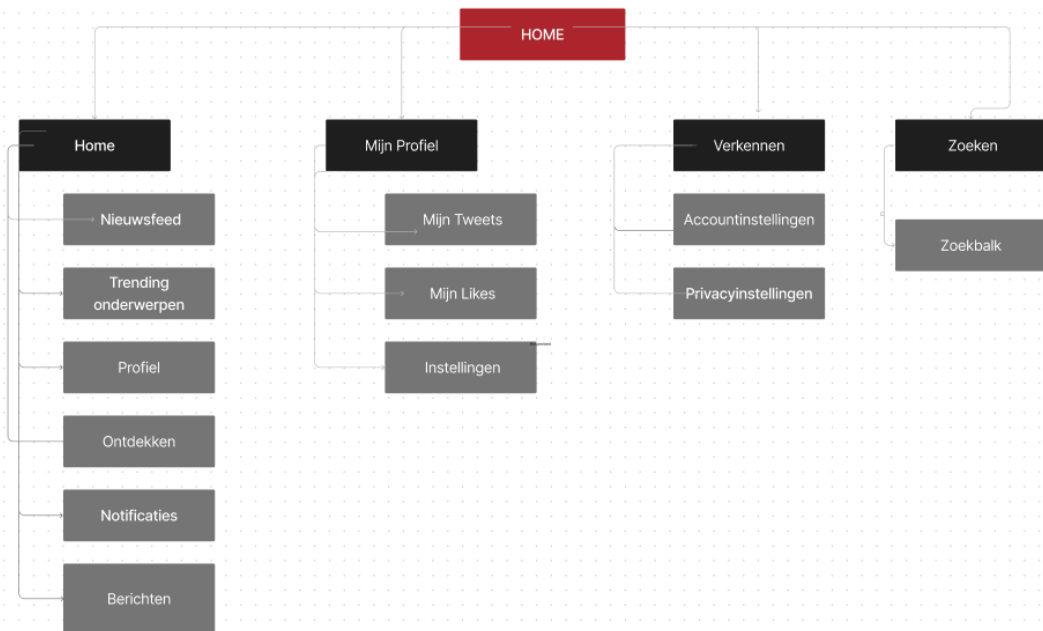 HOME
Home
Mijn Profiel
Verkennen
Zoeken
Nieuwsfeed
Mijn Tweets
Accountinstellingen
Zoekbalk
Trending
onderwerpen
Mijn Likes
Privacyinstellingen
Profiel
Instellingen
Ontdekken
Notificaties
Berichten